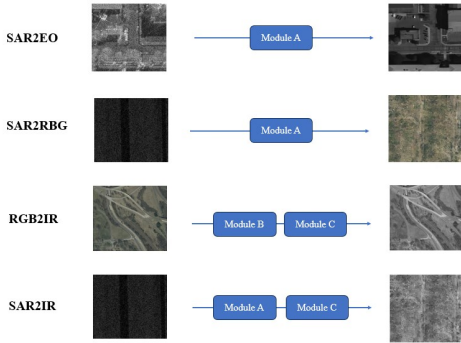 SAR2EO
Module A
SAR2RBG
Module A
RGB2IR
Module B Module C
SAR2IR
Module A Module C